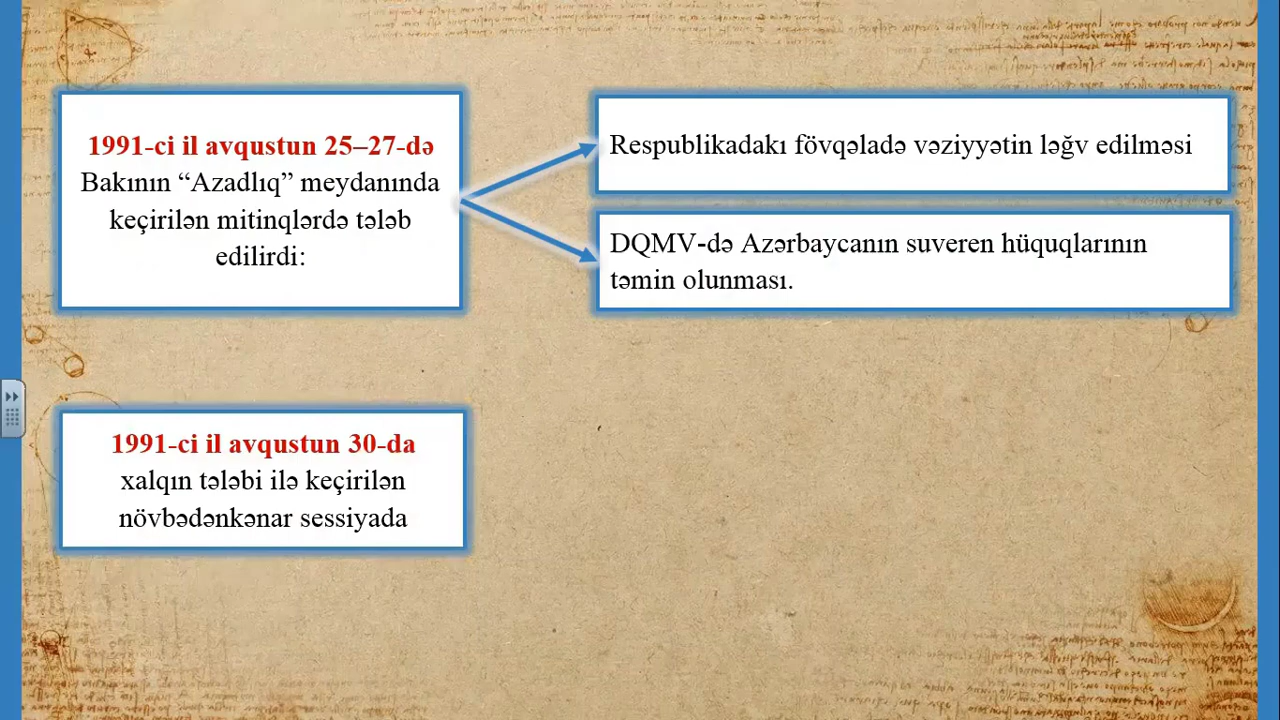 1991-ci il avqustun 25–27-də
Bakının “Azadlıq” meydanında
keçirilən mitinqlərdə tələb
edilirdi:
Respublikadakı fövqəladə vəziyyətin ləğv edilməsi
DQMV-də Azərbaycanın suveren hüquqlarının
təmin olunması.
1991-ci il avqustun 30-da
xalqın tələbi ilə keçirilən
növbədənkənar sessiyada